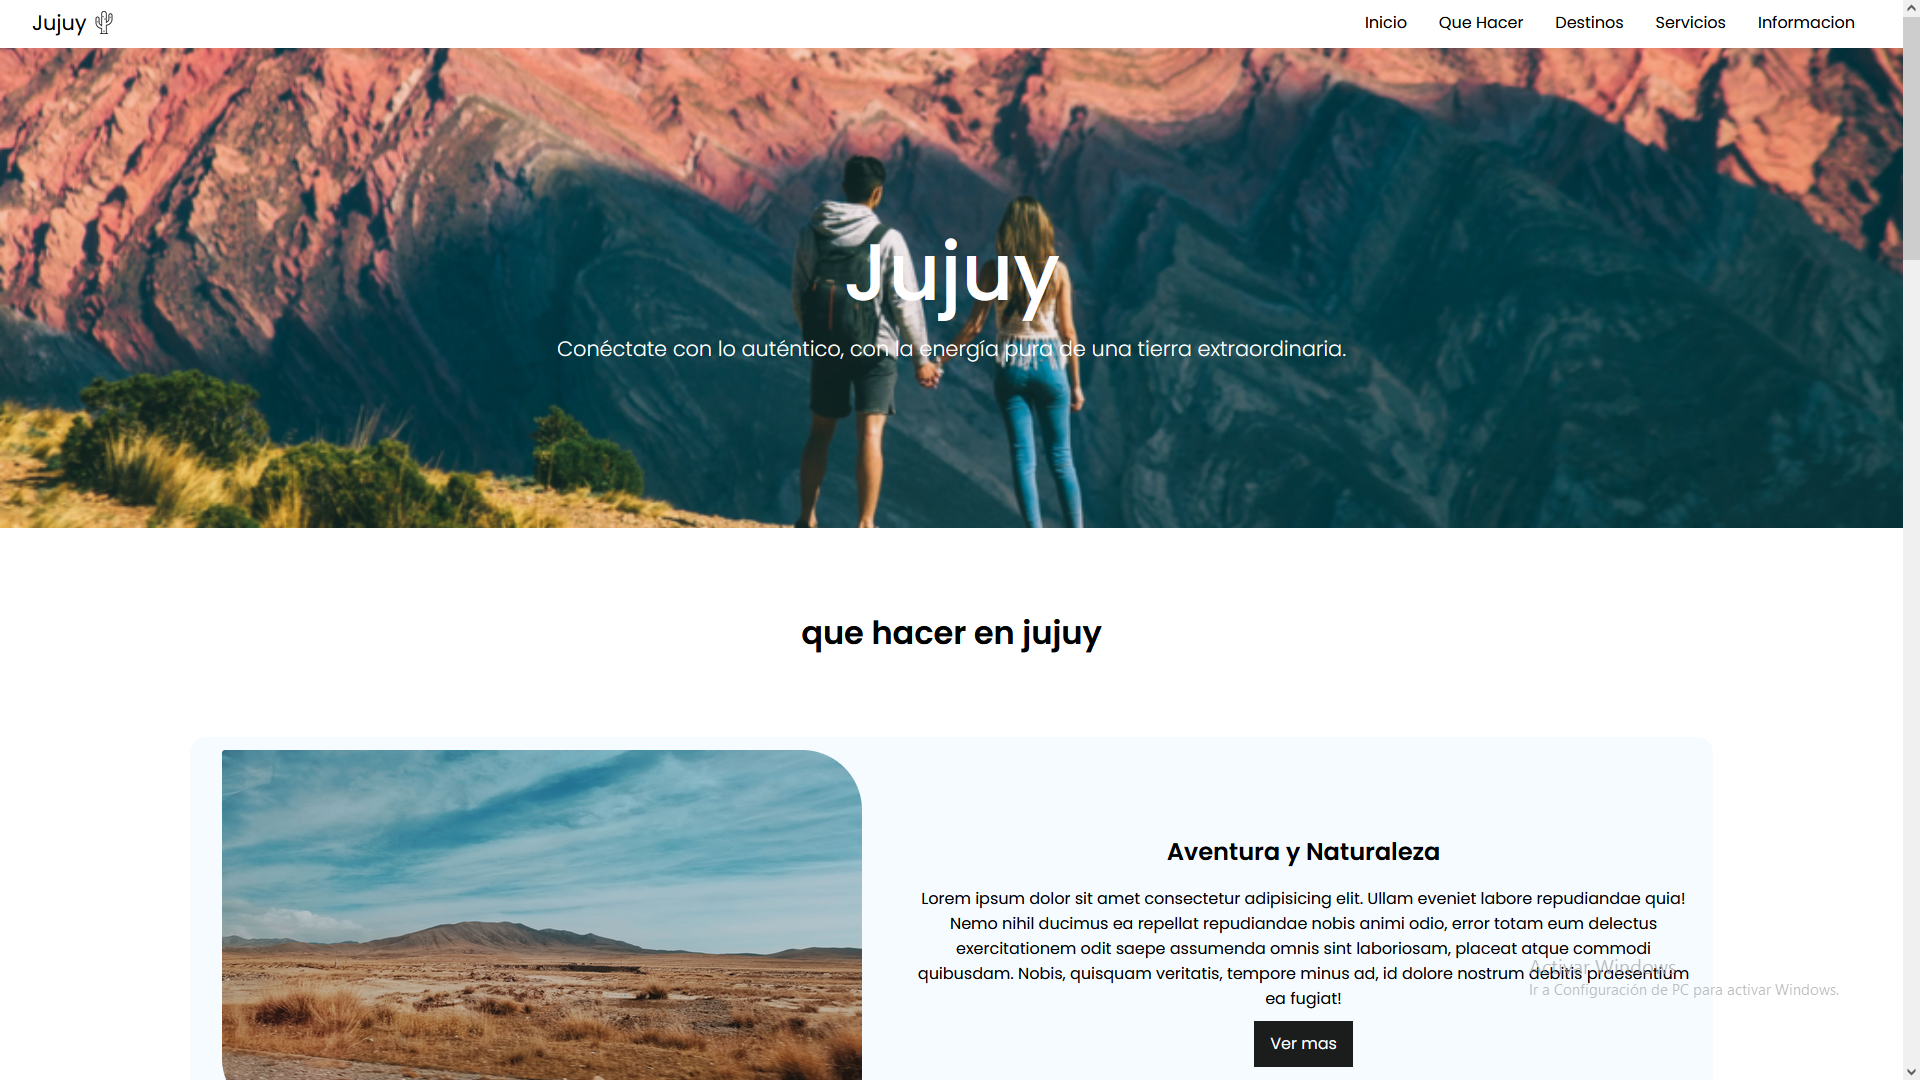 Jujuy
Inicio Que Hacer Destinos Servicios Informacion
Jujuy
Conéctate con lo auténtico, con la energía pura de una tierra extraordinaria.
que hacer en jujuy
Aventura y Naturaleza
Lorem ipsum dolor sit amet consectetur adipisicing elit. Ullam eveniet labore repudiandae quia!
Nemo nihil ducimus ea repellat repudiandae nobis animi odio, error totam eum delectus
exercitationem odit saepe assumenda omnis sint laboriosam, placeat atque commodi
quibusdam. Nobis, quisquam veritatis, tempore minus ad, id dolore nostrum debitis praesentium
ea fugiat!
Ver mas
Activar Windows
Ir a Configuración de PC para activar Windows.